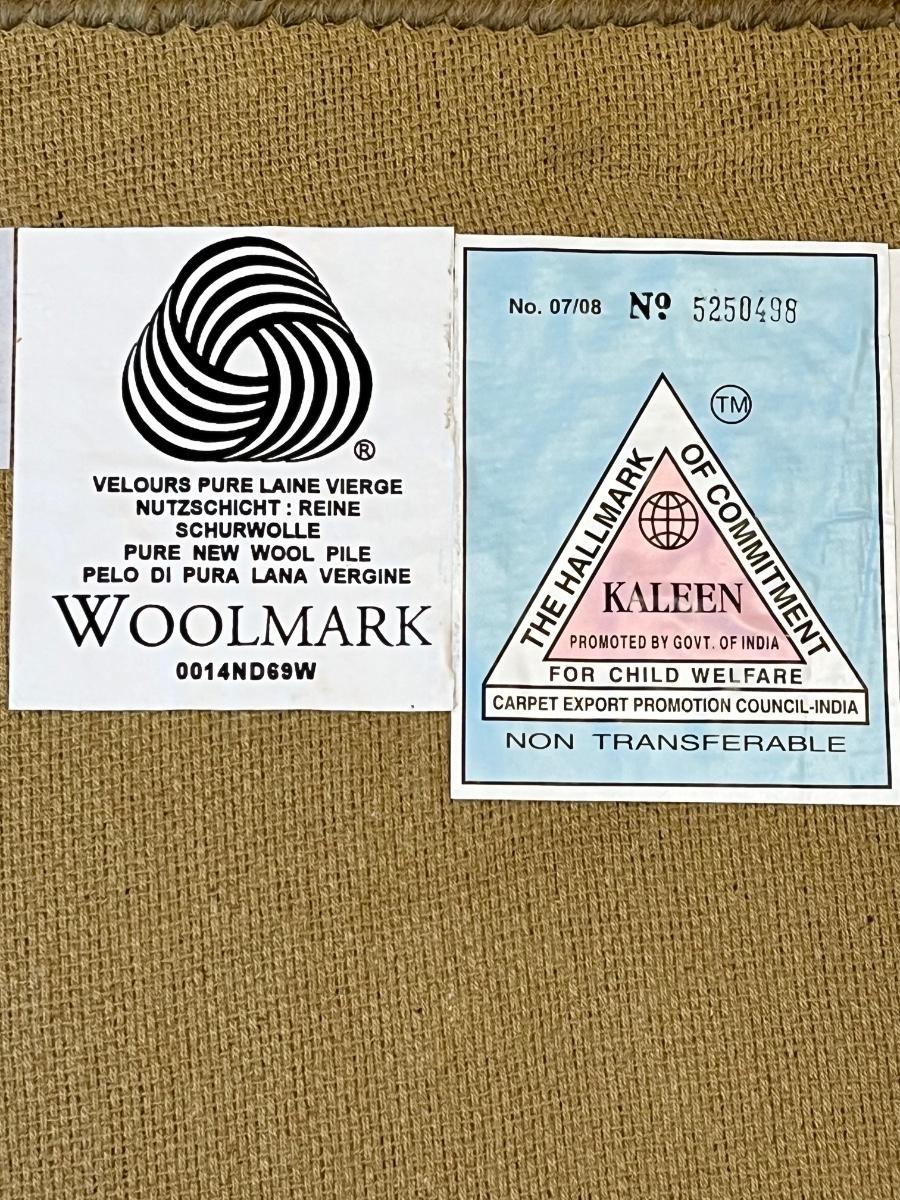 ®
VELOURS PURE LAINE VIERGE
NUTZSCHICHT : REINE
SCHURWOLLE
PURE NEW WOOL PILE
PELO DI PURA LANA VERGINE
WOOLMARK
0014ND69W
No. 07/08 Nº 5250498
TM
THE HALLMARK OF COMMITMENT
KALEEN
PROMOTED BY GOVT. OF INDIA
FOR CHILD WELFARE
CARPET EXPORT PROMOTION COUNCIL-INDIA
NON TRANSFERABLE